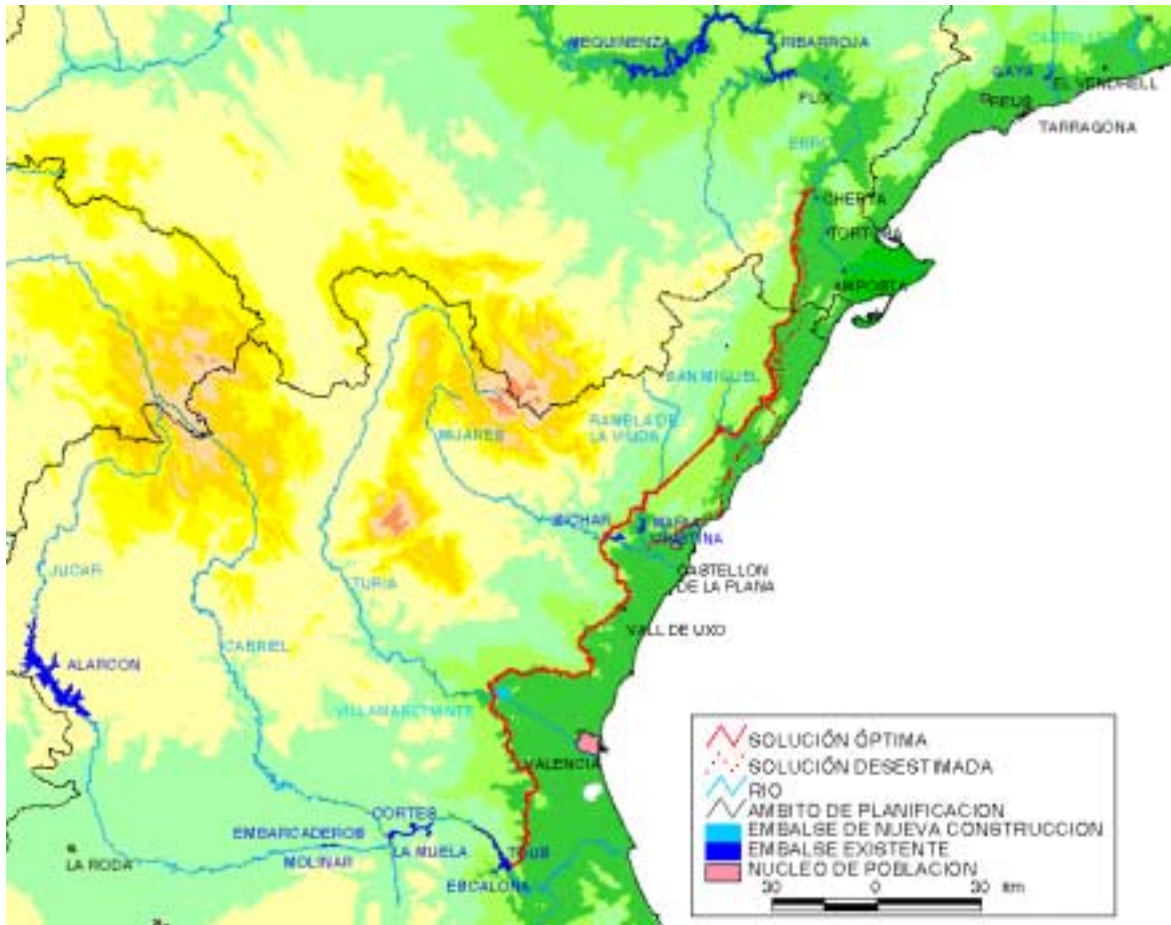 MEQUINENZA
RIBARROJA
FLIX
GAYA
EL VENDRELL
REUS
TARRAGONA
EBRO
CHERTA
TORTOSA
AMPOSTA
SAN MIGUEL
RAMBLA DE
LA VIUDA
MIJARES
SICHAR
MARIA
CRISTINA
CASTELLON
DE LA PLANA
VALL DE UXO
JUCAR
TURIA
CABRIEL
ALARCON
VILLAMARCHANTE
VALENCIA
CORTES
EMBARCADEROS
LA MUELA
TOUS
LA RODA
MOLINAR
ESCALONA
SOLUCIÓN ÓPTIMA
SOLUCIÓN DESESTIMADA
RIO
AMBITO DE PLANIFICACION
EMBALSE DE NUEVA CONSTRUCCION
EMBALSE EXISTENTE
NUCLEO DE POBLACION
30 0 30 Km